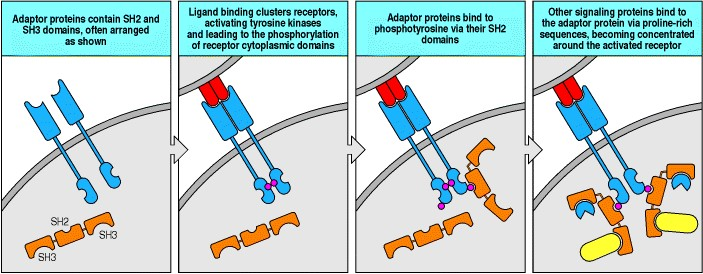 Adaptor proteins contain SH2 and
SH3 domains, often arranged
as shown
Ligand binding clusters receptors,
activating tyrosine kinases
and leading to the phosphorylation
of receptor cytoplasmic domains
Adaptor proteins bind to
phosphotyrosine via their SH2
domains
Other signaling proteins bind to
the adaptor protein via proline-rich
sequences, becoming concentrated
around the activated receptor
SH2
SH3
SH3